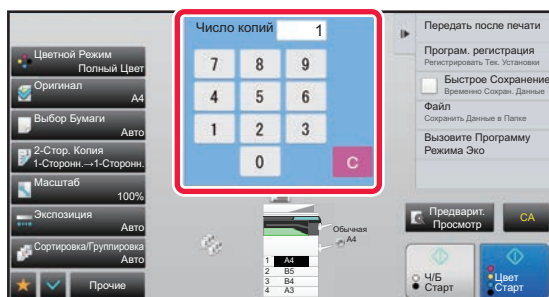 Число копий 1
7 8 9
4 5 6
1 2 3
0 C
Цветной Режим
Полный Цвет
Оригинал
A4
Выбор Бумаги
Авто
2-Стор. Копия
1-Сторонн.→1-Сторонн.
Масштаб
100%
Экспозиция
Авто
Сортировка/Группировка
Авто
Прочие
Обычная
A4
1 A4
2 B5
3 B4
4 A3
Передать после печати
Програм. регистрация
Регистрировать Тек. Установки
Быстрое Сохранение
Временно Сохран. Данные
Файл
Сохранить Данные в Папке
Вызовите Программу
Режима Эко
Предварит.
Просмотр
CA
Ч/Б
Старт
Цвет
Старт